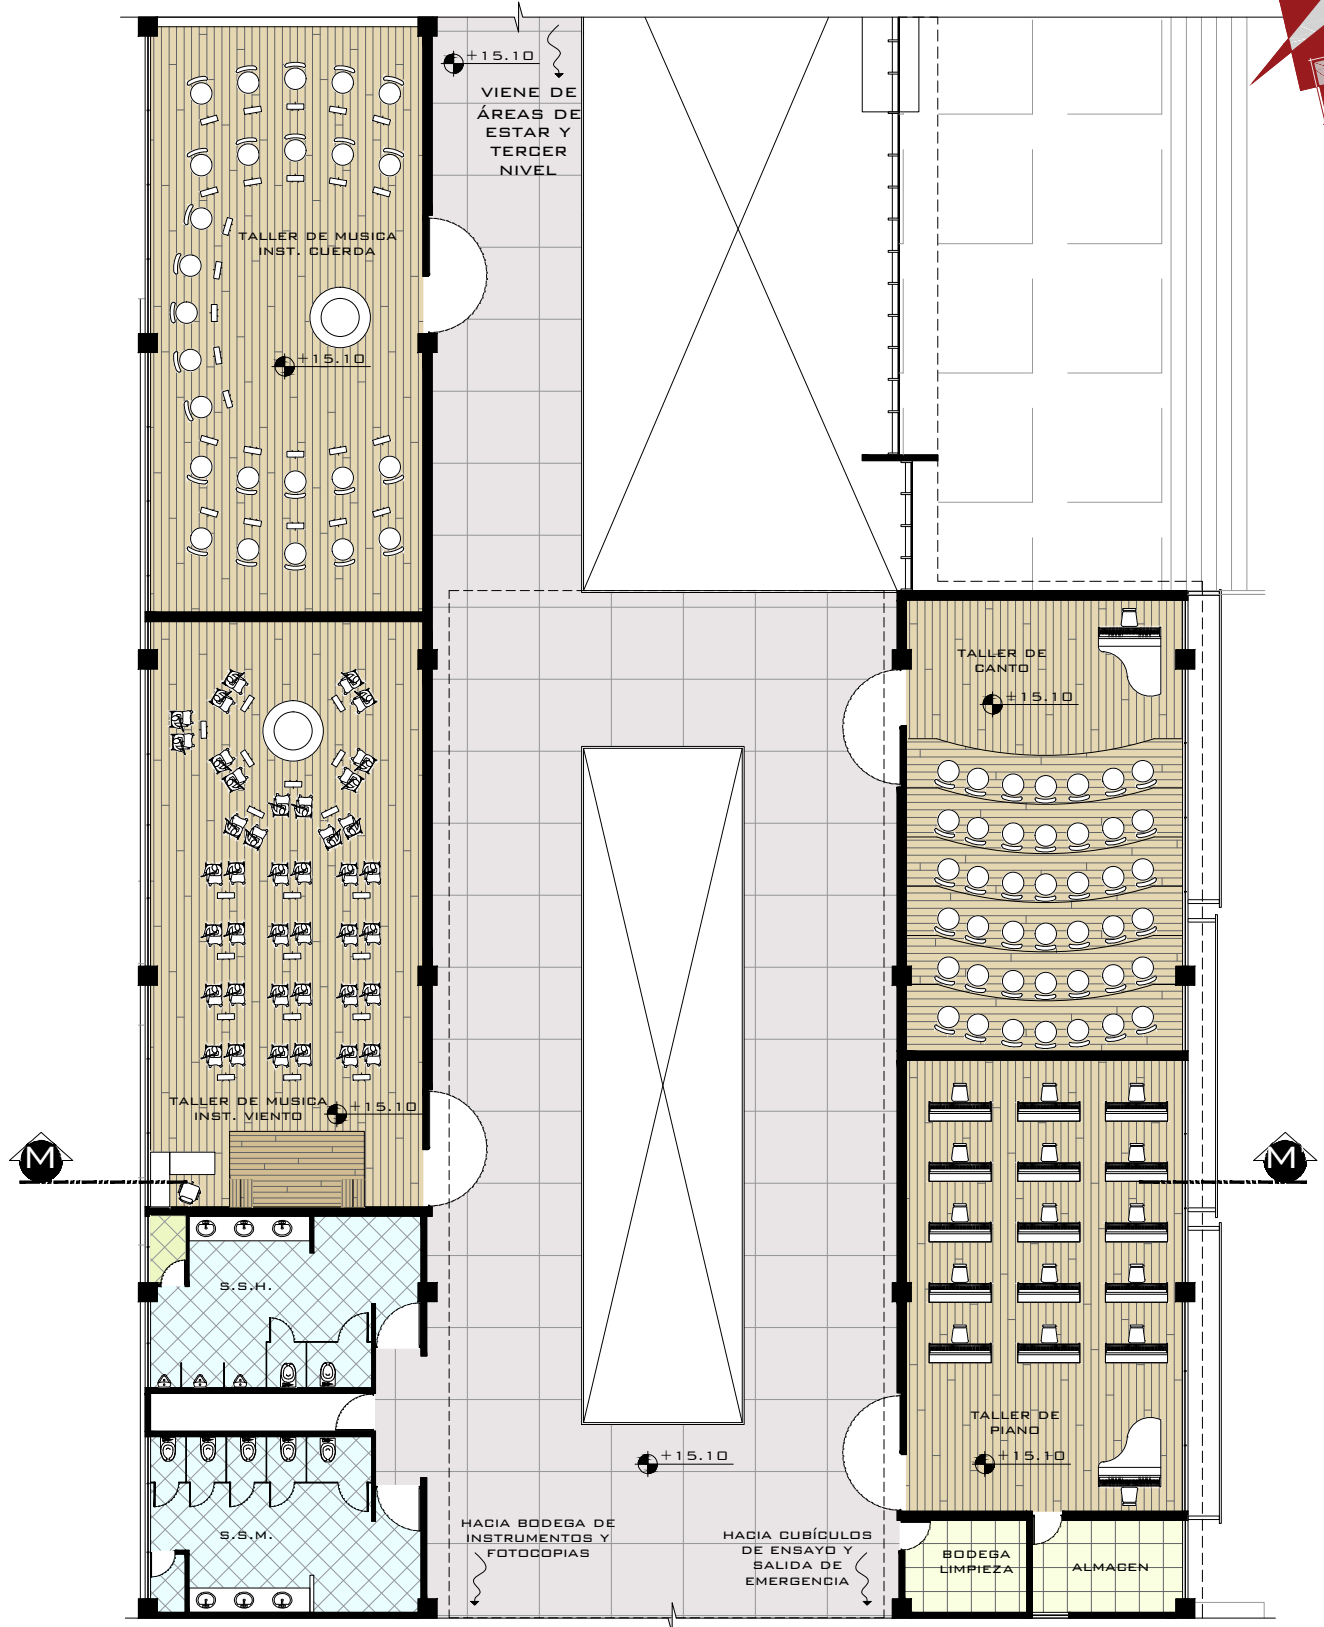 +15.10
VIENE DE
ÁREAS DE
ESTAR Y
TERCER
NIVEL
TALLER DE MUSICA
INST. CUERDA
+15.10
TALLER DE
CANTO
+15.10
TALLER DE MUSICA
INST. VIENTO
+15.10
M
M
S.S.H.
TALLER DE
PIANO
+15.10
+15.10
S.S.M.
HACIA BODEGA DE
INSTRUMENTOS Y
FOTOCOPIAS
HACIA CUBÍCULOS
DE ENSAYO Y
SALIDA DE
EMERGENCIA
BODEGA
LIMPIEZA
ALMACEN